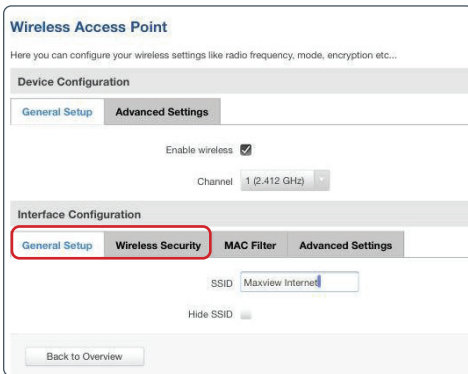 Wireless Access Point
Here you can configure your wireless settings like radio frequency, mode, encryption etc...
Device Configuration
General Setup Advanced Settings
Enable wireless
Channel 1 (2.412 GHz)
Interface Configuration
General Setup Wireless Security MAC Filter Advanced Settings
SSID Maxview Internet
Hide SSID
Back to Overview